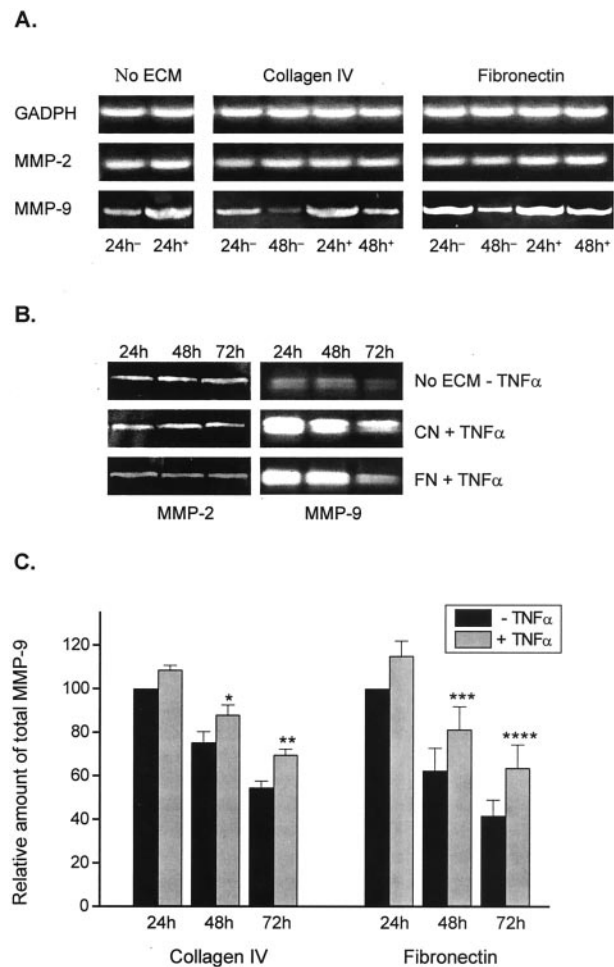 A.
No ECM Collagen IV Fibronectin
GADPH
MMP-2
MMP-9
24h⁻ 24h⁺ 24h⁻ 48h⁻ 24h⁺ 48h⁺ 24h⁻ 48h⁻ 24h⁺ 48h⁺
B.
24h 48h 72h 24h 48h 72h
No ECM - TNFα
CN + TNFα
FN + TNFα
MMP-2 MMP-9
C.
- TNFα
+ TNFα
Relative amount of total MMP-9
120
100
80
60
40
20
0
* ** *** ****
24h 48h 72h 24h 48h 72h
Collagen IV Fibronectin